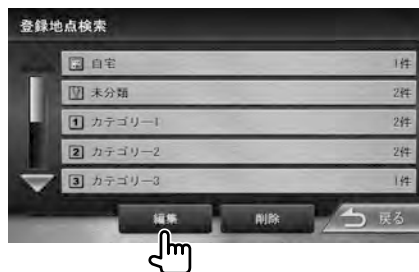 登録地点検索
自宅 1件
未分類 2件
1 カテゴリー1 2件
2 カテゴリー2 2件
3 カテゴリー3 1件
編集 削除 戻る